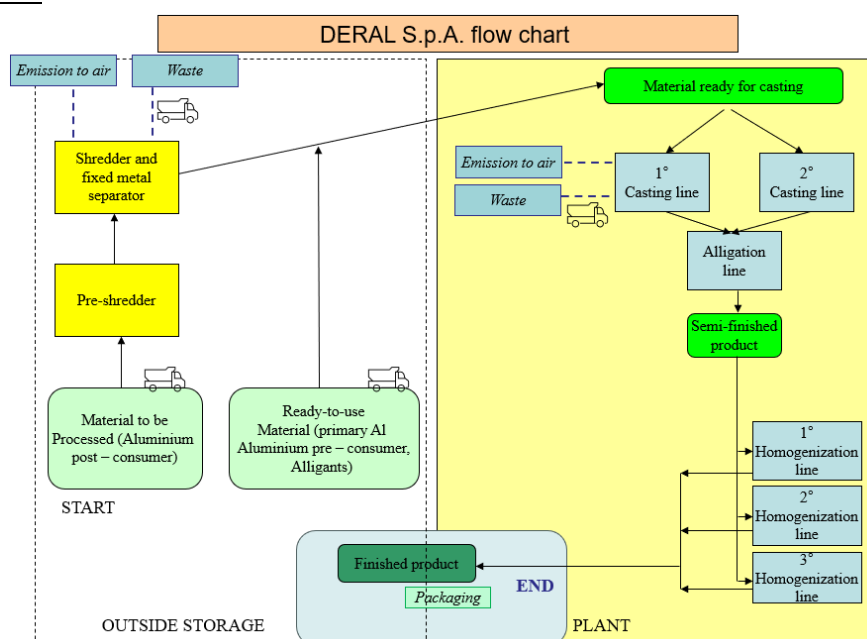 DERAL S.p.A. flow chart
Emission to air
Waste
Material ready for casting
Shredder and
fixed metal
separator
Emission to air
Waste
1°
Casting line
2°
Casting line
Alligation
line
Pre-shredder
Semi-finished
product
Material to be
Processed (Aluminium
post – consumer)
Ready-to-use
Material (primary Al
Aluminium pre – consumer,
Alligants)
START
1°
Homogenization
line
2°
Homogenization
line
3°
Homogenization
line
Finished product
END
Packaging
OUTSIDE STORAGE
PLANT